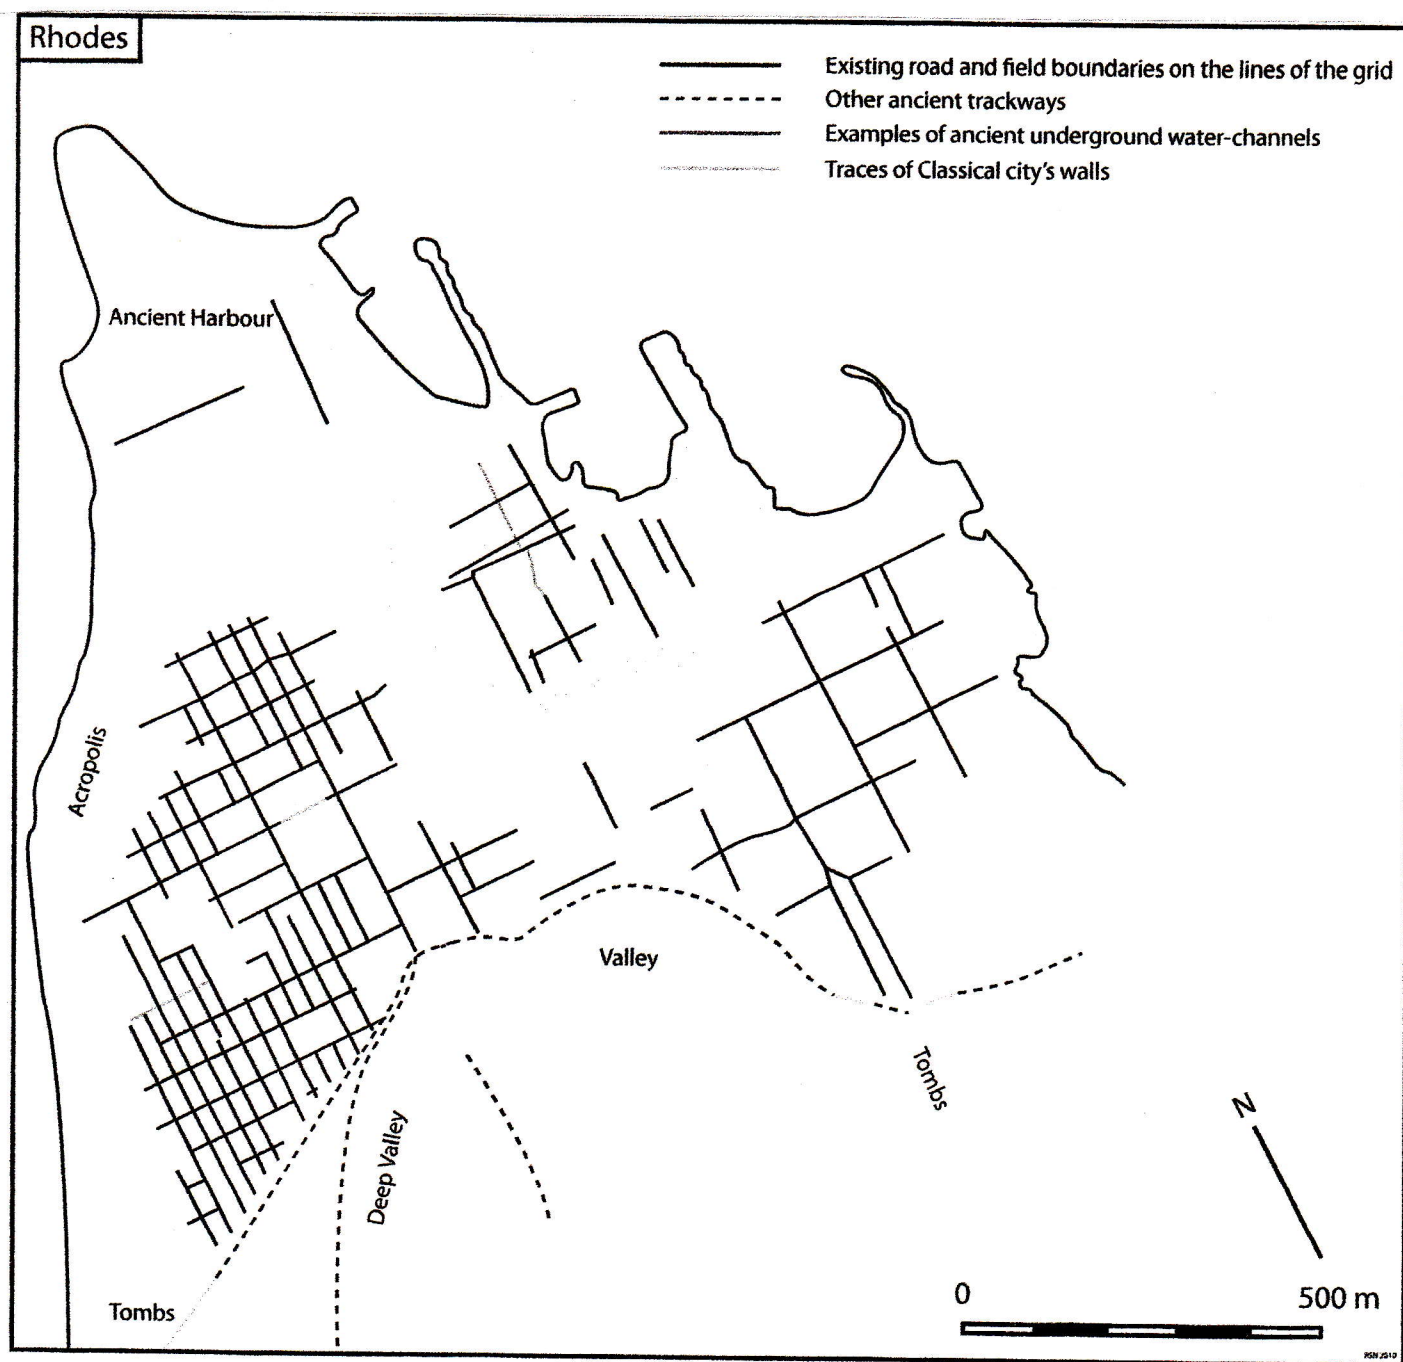 Rhodes
Existing road and field boundaries on the lines of the grid
Other ancient trackways
Examples of ancient underground water-channels
Traces of Classical city's walls
Ancient Harbour
Acropolis
Valley
Tombs
Deep Valley
Tombs
N
0 500 m